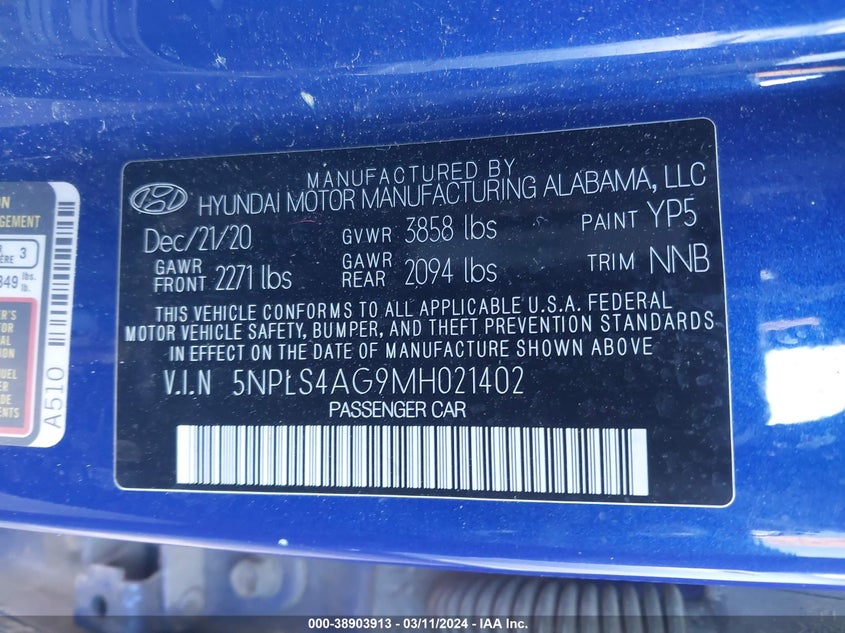 MANUFACTURED BY
HYUNDAI MOTOR MANUFACTURING ALABAMA, LLC
Dec/21/20 GVWR 3858 lbs PAINT YP5
GAWR FRONT 2271 lbs GAWR REAR 2094 lbs TRIM NNB
THIS VEHICLE CONFORMS TO ALL APPLICABLE U.S.A. FEDERAL
MOTOR VEHICLE SAFETY, BUMPER, AND THEFT PREVENTION STANDARDS
IN EFFECT ON THE DATE OF MANUFACTURE SHOWN ABOVE
V.I.N 5NPLS4AG9MH021402
PASSENGER CAR
3
lbs.
A510
000-38903913 - 03/11/2024 - IAA Inc.